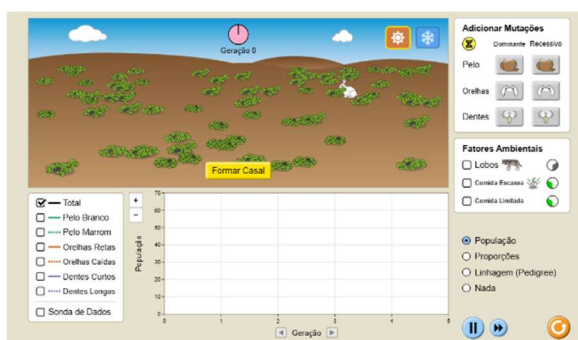 Geração 0
Formar Casal
Adicionar Mutações
Dominante Recessivo
Pelo
Orelhas
Dentes
Fatores Ambientais
Lobos
Comida Escassa
Comida Limitada
População
Proporções
Linhagem (Pedigree)
Nada
Total
Pelo Branco
Pelo Marrom
Orelhas Retas
Orelhas Caídas
Dentes Curtos
Dentes Longos
Sonda de Dados
+
−
População
70
60
50
40
30
20
10
0
0 1 2 3 4 5
Geração